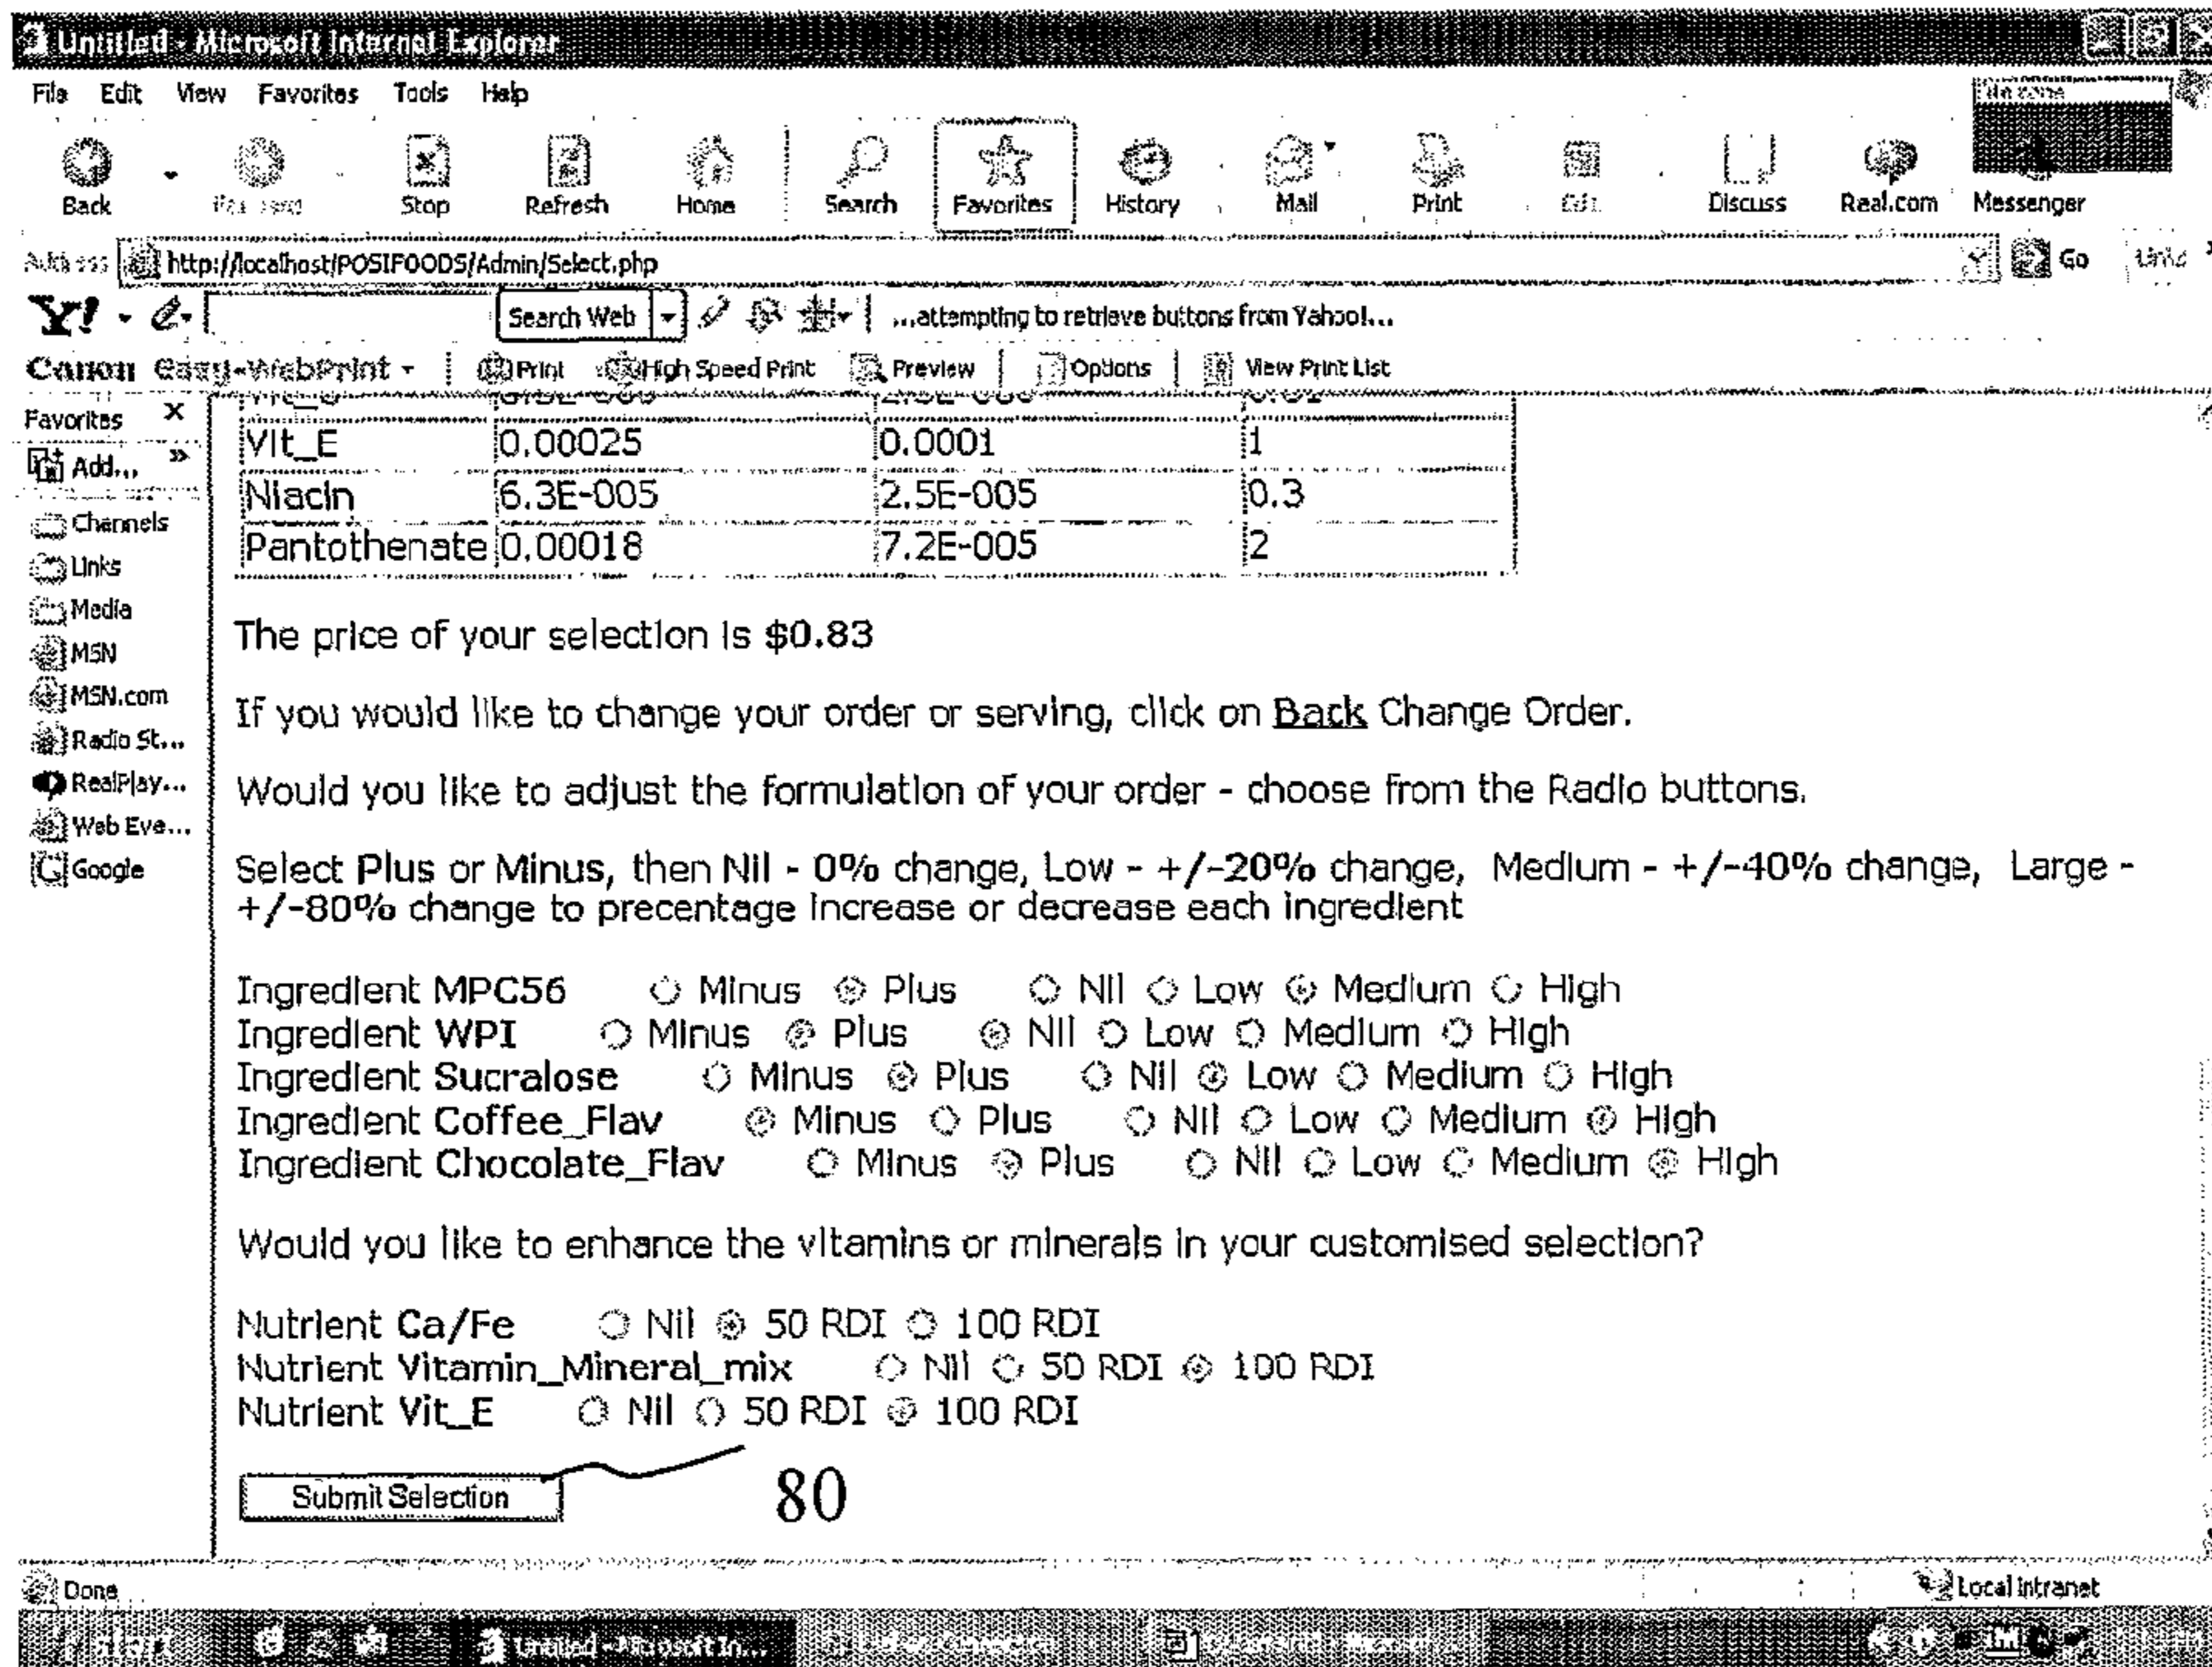 Untitled - Microsoft Internet Explorer
File Edit View Favorites Tools Help
Back Stop Refresh Home Search Favorites History Mail Print Edit Discuss Real.com Messenger
Address http://localhost/POSIFOODS/Admin/Select.php Go Links »
Y! Search Web ...attempting to retrieve buttons from Yahoo!...
Canon Easy-WebPrint Print High Speed Print Preview Options View Print List
Favorites X
Add... »
Channels
Links
Media
MSN
MSN.com
Radio St...
RealPlay...
Web Eve...
Google
Vit_E 0.00025 0.0001 1
Niacin 6.3E-005 2.5E-005 0.3
Pantothenate 0.00018 7.2E-005 2
The price of your selection is $0.83
If you would like to change your order or serving, click on Back Change Order.
Would you like to adjust the formulation of your order - choose from the Radio buttons.
Select Plus or Minus, then Nil - 0% change, Low - +/-20% change, Medium - +/-40% change, Large -
+/-80% change to precentage increase or decrease each ingredient
Ingredient MPC56 Minus Plus Nil Low Medium High
Ingredient WPI Minus Plus Nil Low Medium High
Ingredient Sucralose Minus Plus Nil Low Medium High
Ingredient Coffee_Flav Minus Plus Nil Low Medium High
Ingredient Chocolate_Flav Minus Plus Nil Low Medium High
Would you like to enhance the vitamins or minerals in your customised selection?
Nutrient Ca/Fe Nil 50 RDI 100 RDI
Nutrient Vitamin_Mineral_mix Nil 50 RDI 100 RDI
Nutrient Vit_E Nil 50 RDI 100 RDI
Submit Selection 80
Done Local intranet
start Untitled - Microsoft In...